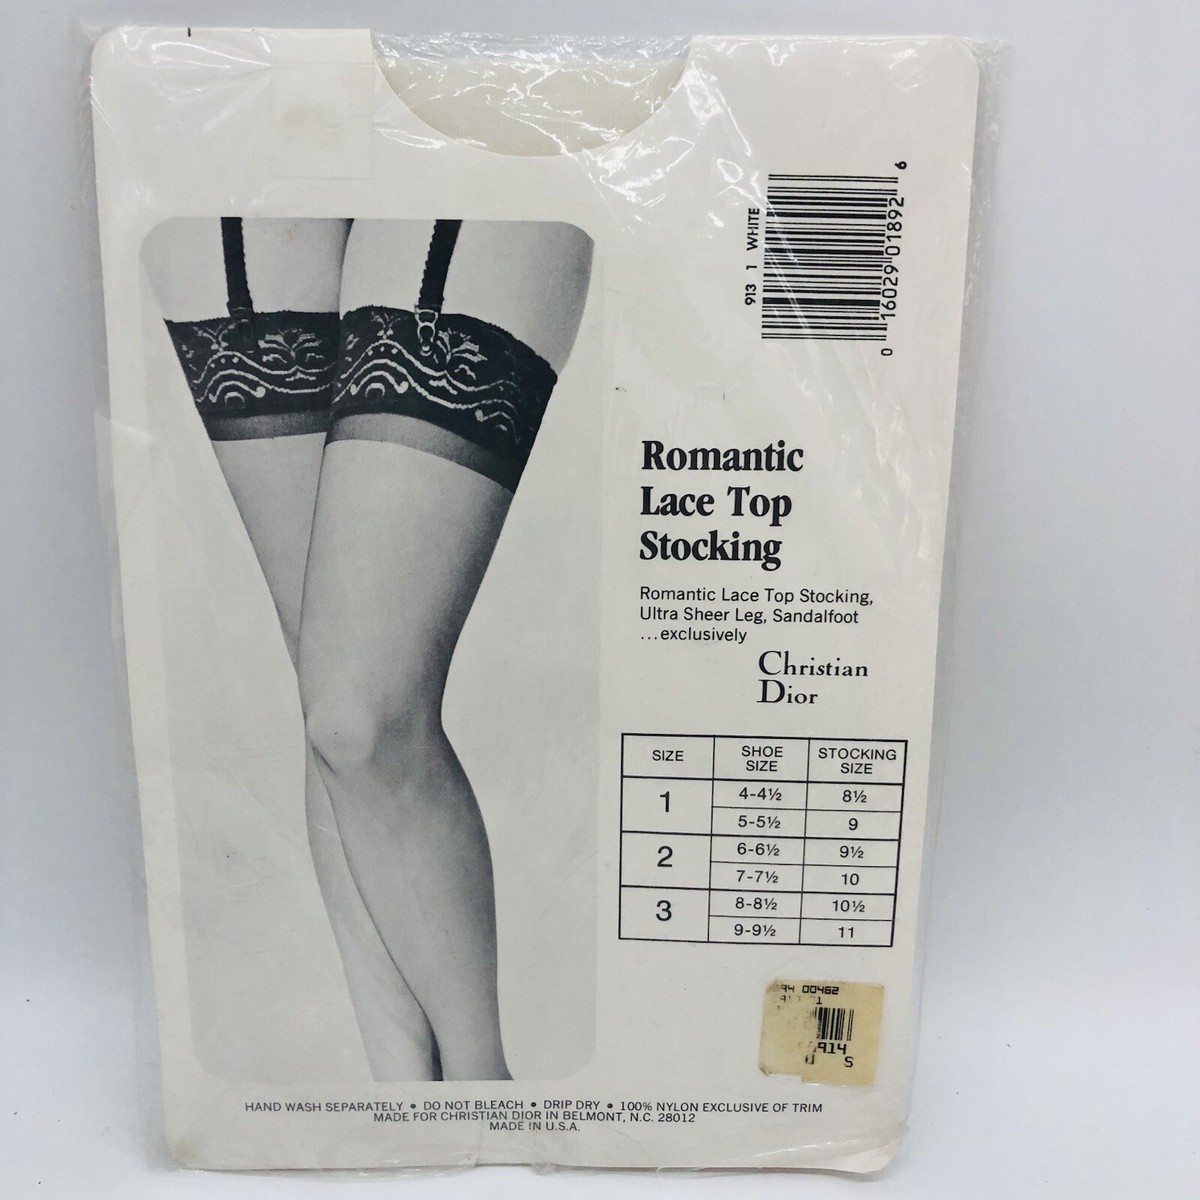 913 1 WHITE
0 16029 01892 6
Romantic
Lace Top
Stocking
Romantic Lace Top Stocking,
Ultra Sheer Leg, Sandalfoot
...exclusively
Christian
Dior
SIZE SHOE SIZE STOCKING SIZE
1 4-4½ 8½
5-5½ 9
2 6-6½ 9½
7-7½ 10
3 8-8½ 10½
9-9½ 11
94 00462
914
S
HAND WASH SEPARATELY • DO NOT BLEACH • DRIP DRY • 100% NYLON EXCLUSIVE OF TRIM
MADE FOR CHRISTIAN DIOR IN BELMONT, N.C. 28012
MADE IN U.S.A.